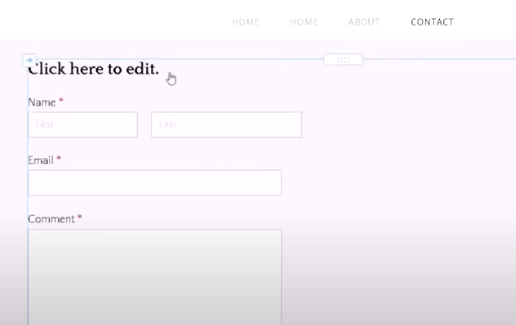 HOME HOME ABOUT CONTACT
Click here to edit.
Name *
First Last
Email *
Comment *